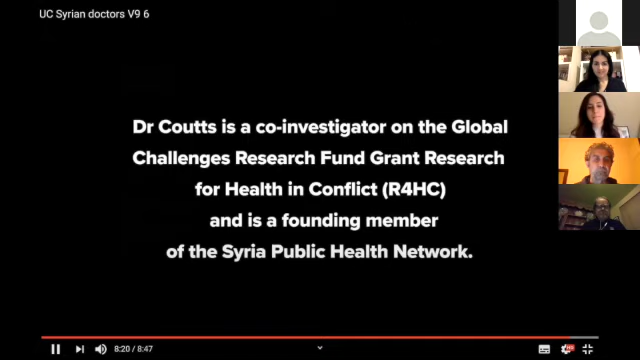 UC Syrian doctors V9 6
Dr Coutts is a co-investigator on the Global
Challenges Research Fund Grant Research
for Health in Conflict (R4HC)
and is a founding member
of the Syria Public Health Network.
8:20 / 8:47